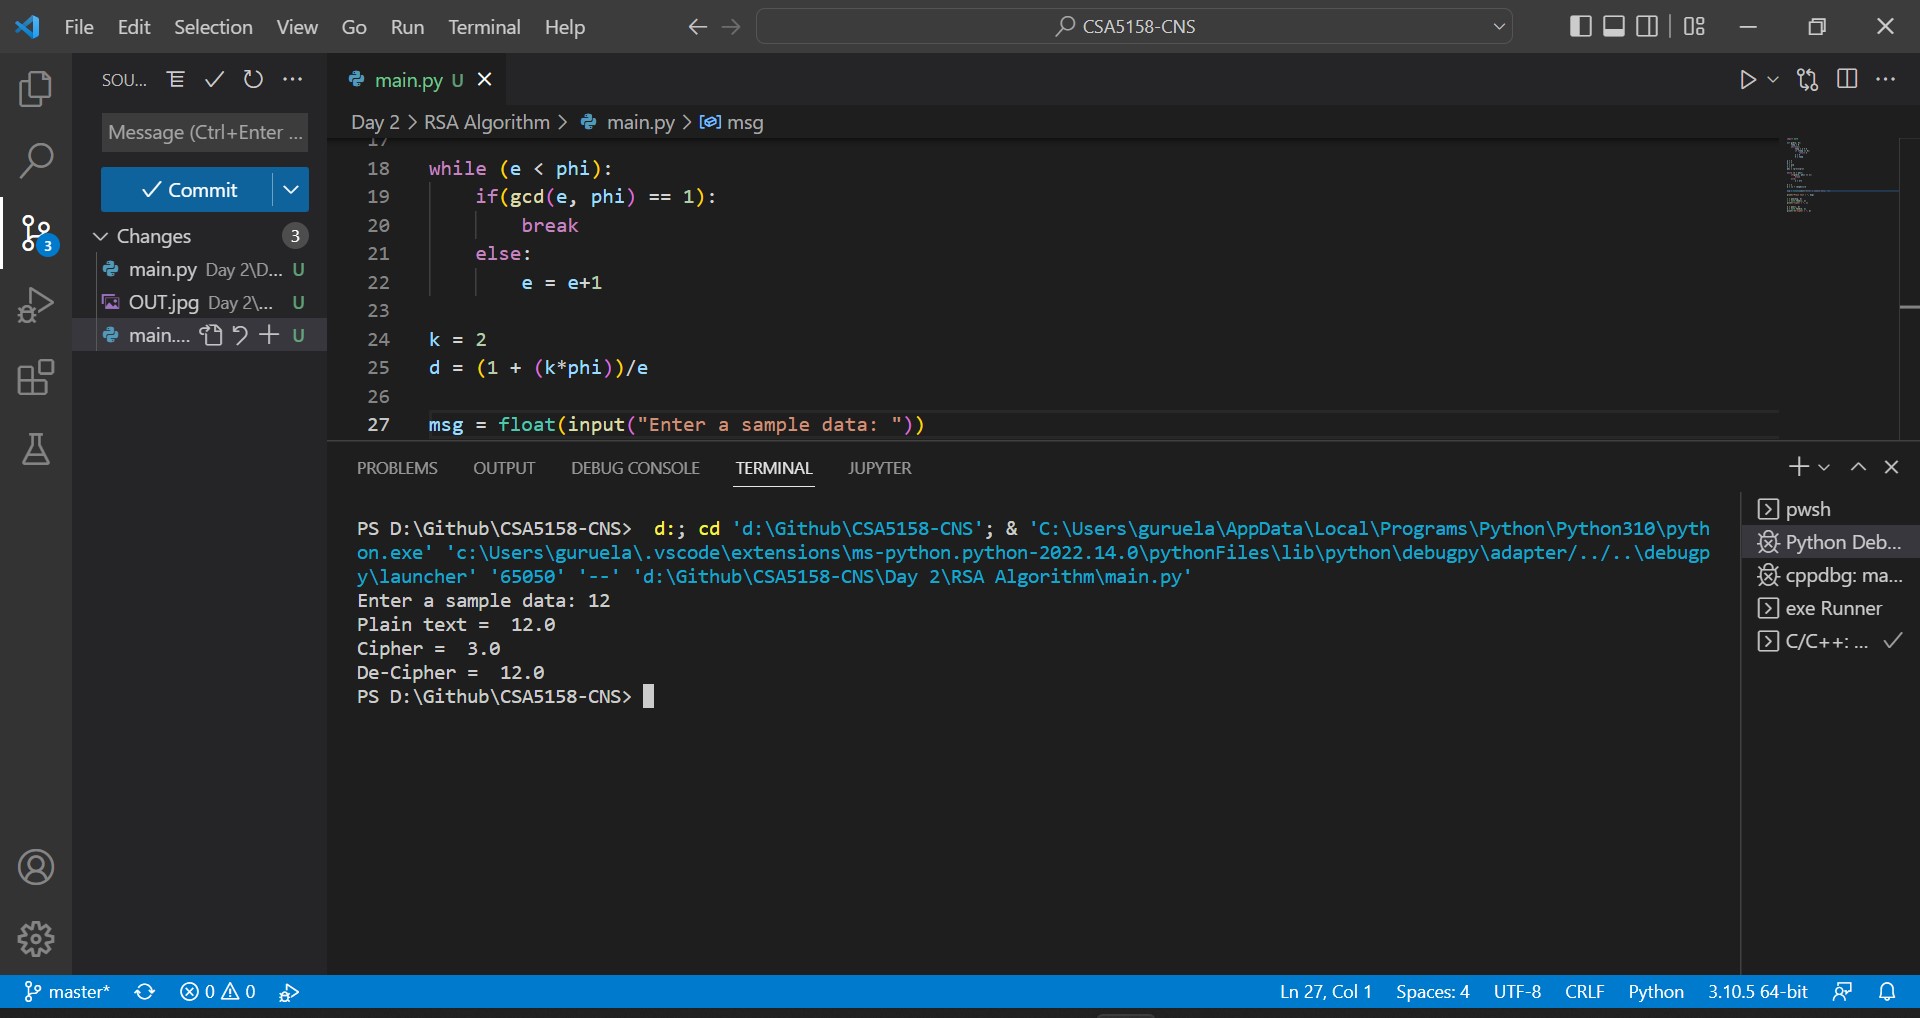 File Edit Selection View Go Run Terminal Help
CSA5158-CNS
SOU...
main.py U
Message (Ctrl+Enter ...
Commit
Changes 3
main.py Day 2\D... U
OUT.jpg Day 2\... U
main.... U
3
Day 2 > RSA Algorithm > main.py > msg
17
18 while (e < phi):
19 if(gcd(e, phi) == 1):
20 break
21 else:
22 e = e+1
23
24 k = 2
25 d = (1 + (k*phi))/e
26
27 msg = float(input("Enter a sample data: "))
PROBLEMS OUTPUT DEBUG CONSOLE TERMINAL JUPYTER
PS D:\Github\CSA5158-CNS>  d:; cd 'd:\Github\CSA5158-CNS'; & 'C:\Users\guruela\AppData\Local\Programs\Python\Python310\pyth
on.exe' 'c:\Users\guruela\.vscode\extensions\ms-python.python-2022.14.0\pythonFiles\lib\python\debugpy\adapter/../..\debugp
y\launcher' '65050' '--' 'd:\Github\CSA5158-CNS\Day 2\RSA Algorithm\main.py'
Enter a sample data: 12
Plain text =  12.0
Cipher =  3.0
De-Cipher =  12.0
PS D:\Github\CSA5158-CNS>
pwsh
Python Deb...
cppdbg: ma...
exe Runner
C/C++: ...
master* 0 0 Ln 27, Col 1 Spaces: 4 UTF-8 CRLF Python 3.10.5 64-bit